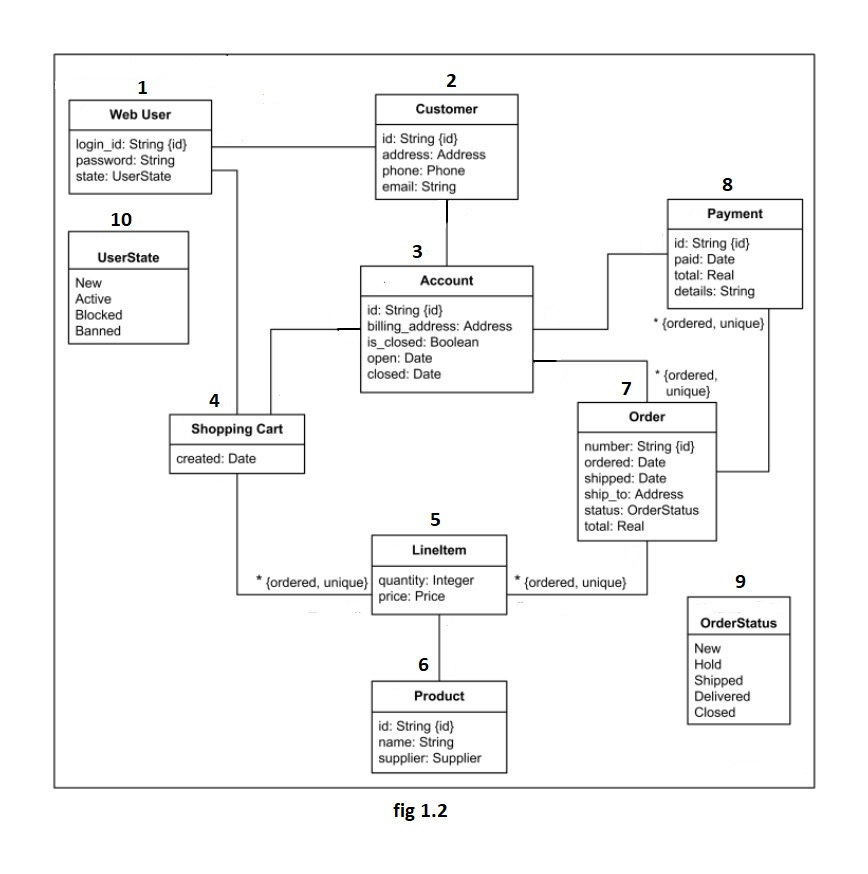 1
Web User
login_id: String {id}
password: String
state: UserState
2
Customer
id: String {id}
address: Address
phone: Phone
email: String
8
Payment
id: String {id}
paid: Date
total: Real
details: String
* {ordered, unique}
10
UserState
New
Active
Blocked
Banned
3
Account
id: String {id}
billing_address: Address
is_closed: Boolean
open: Date
closed: Date
* {ordered,
unique}
7
Order
number: String {id}
ordered: Date
shipped: Date
ship_to: Address
status: OrderStatus
total: Real
4
Shopping Cart
created: Date
5
LineItem
quantity: Integer
price: Price
* {ordered, unique}
* {ordered, unique}
9
OrderStatus
New
Hold
Shipped
Delivered
Closed
6
Product
id: String {id}
name: String
supplier: Supplier
fig 1.2